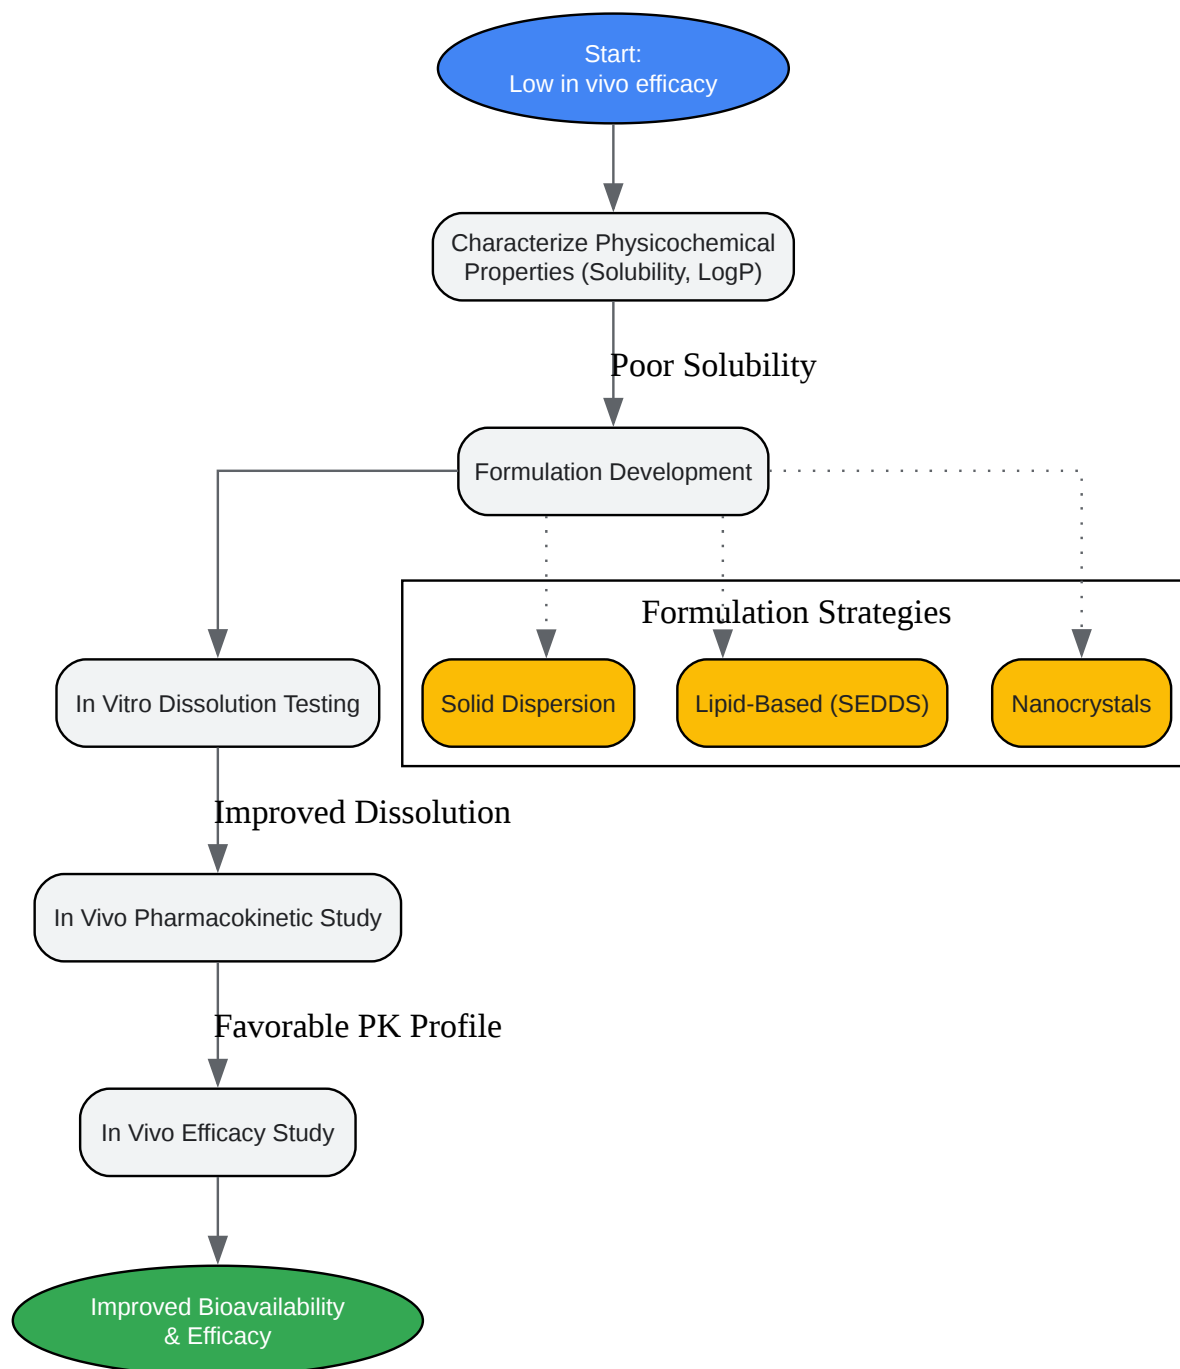 Start:
Low in vivo efficacy
Characterize Physicochemical
Properties (Solubility, LogP)
Poor Solubility
Formulation Development
Formulation Strategies
In Vitro Dissolution Testing
Solid Dispersion
Lipid-Based (SEDDS)
Nanocrystals
Improved Dissolution
In Vivo Pharmacokinetic Study
Favorable PK Profile
In Vivo Efficacy Study
Improved Bioavailability
& Efficacy